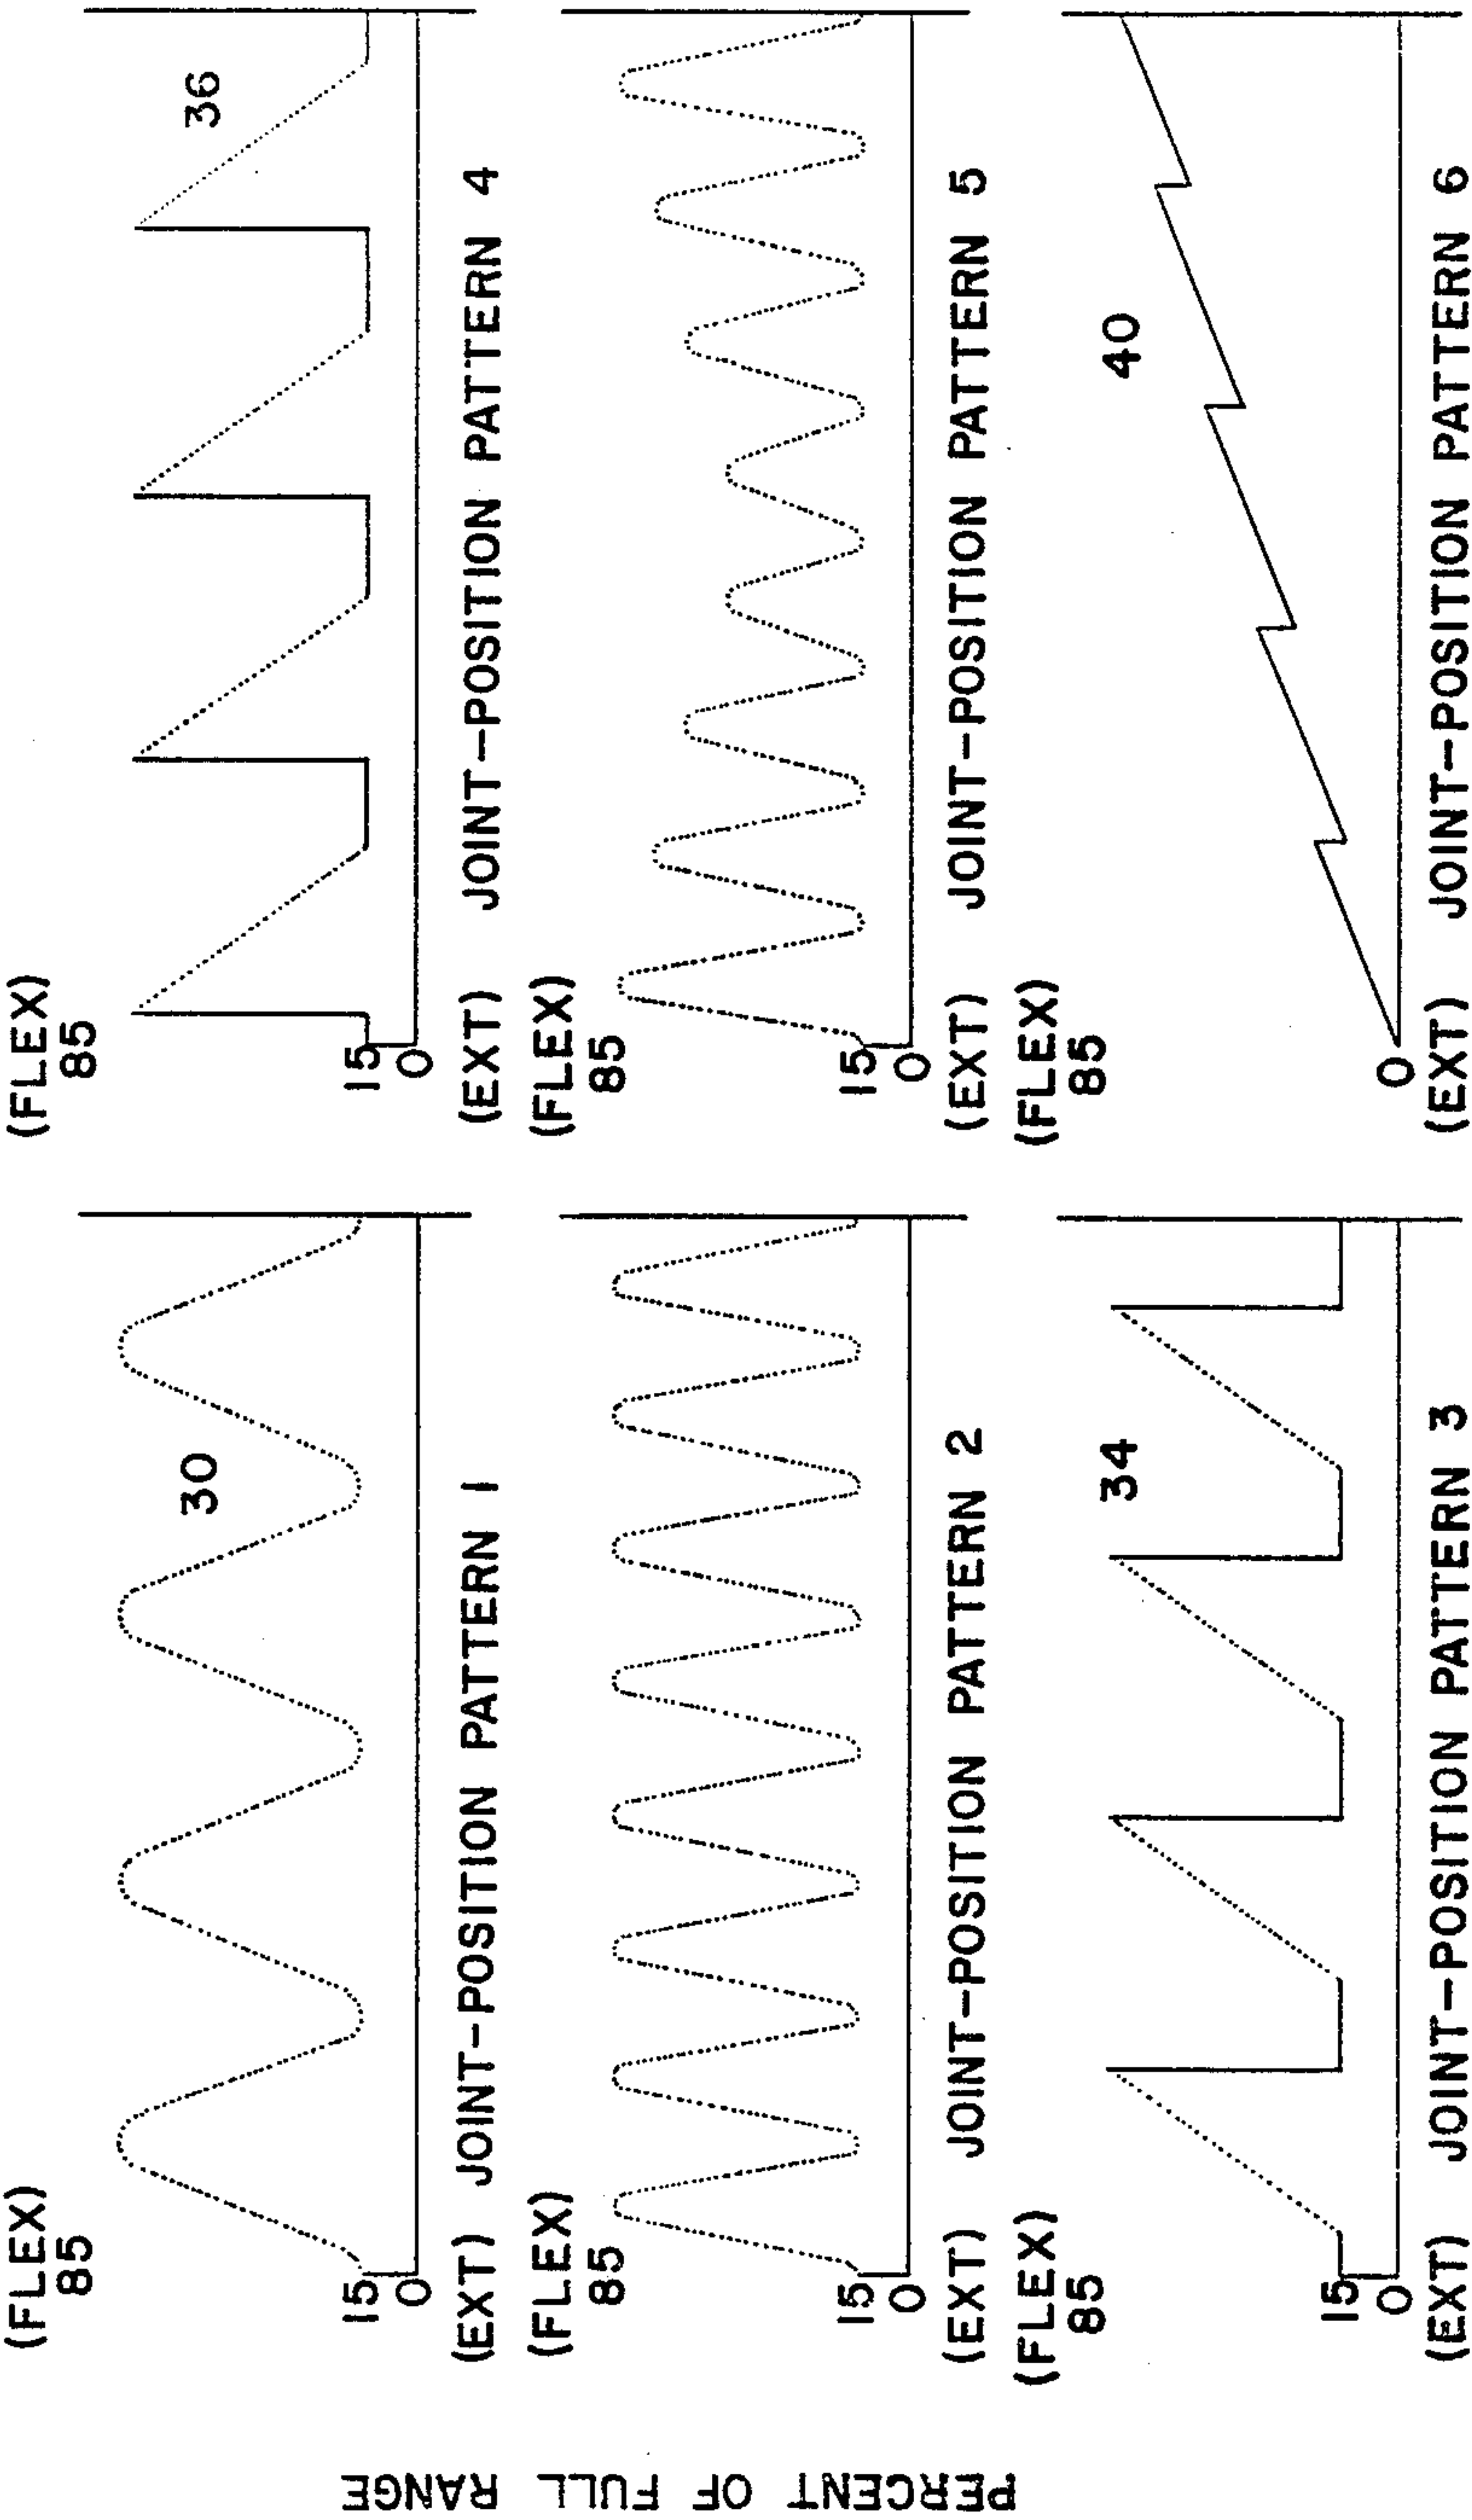 PERCENT OF FULL RANGE
(FLEX)
85
30
15
0
(EXT) JOINT-POSITION PATTERN 1
(FLEX)
85
15
0
(EXT) JOINT-POSITION PATTERN 2
(FLEX)
85
34
15
0
(EXT) JOINT-POSITION PATTERN 3
(FLEX)
85
36
15
0
(EXT) JOINT-POSITION PATTERN 4
(FLEX)
85
15
0
(EXT) JOINT-POSITION PATTERN 5
(FLEX)
85
40
0
(EXT) JOINT-POSITION PATTERN 6